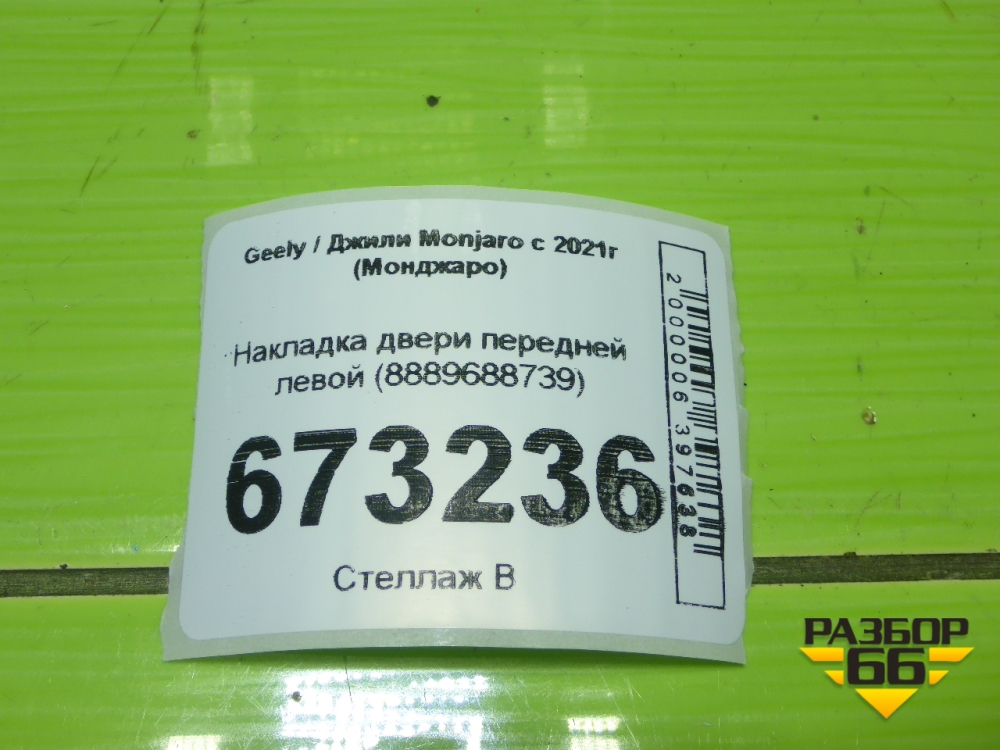 Geely / Джили Monjaro с 2021г
(Монджаро)
Накладка двери передней
левой (8889688739)
673236
Стеллаж В
2000006397638
РАЗБОР
66